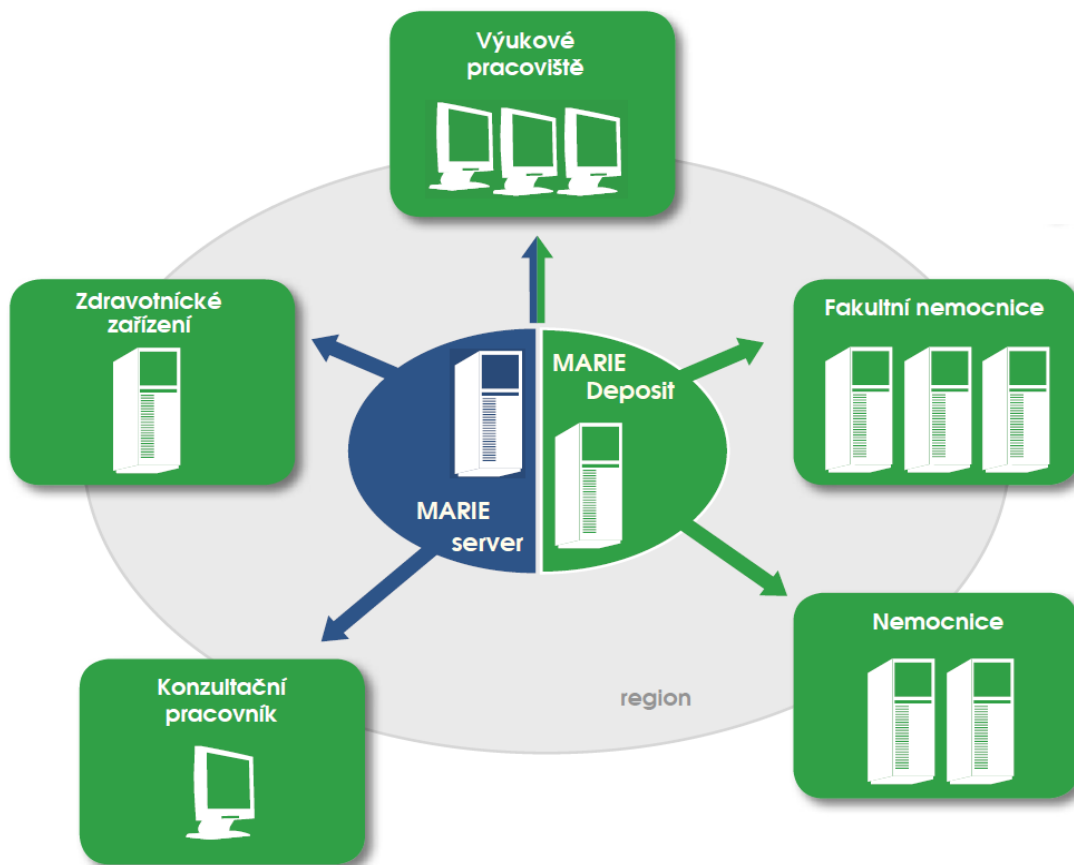 Výukové
pracoviště
Zdravotnícké
zařízení
Fakultní nemocnice
MARIE
Deposit
MARIE
server
Nemocnice
Konzultační
pracovník
region